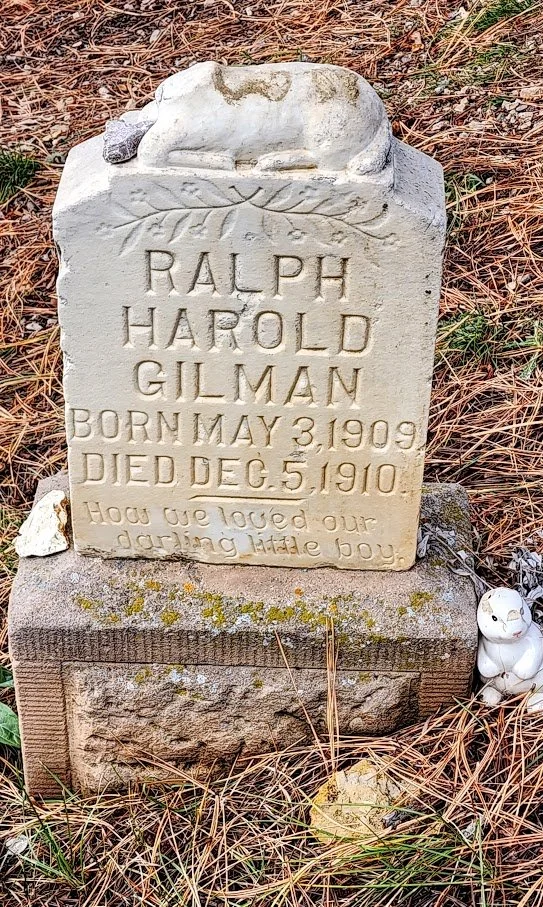 RALPH
HAROLD
GILMAN
BORN MAY 3, 1909
DIED DEC. 5, 1910.
How we loved our
darling little boy.